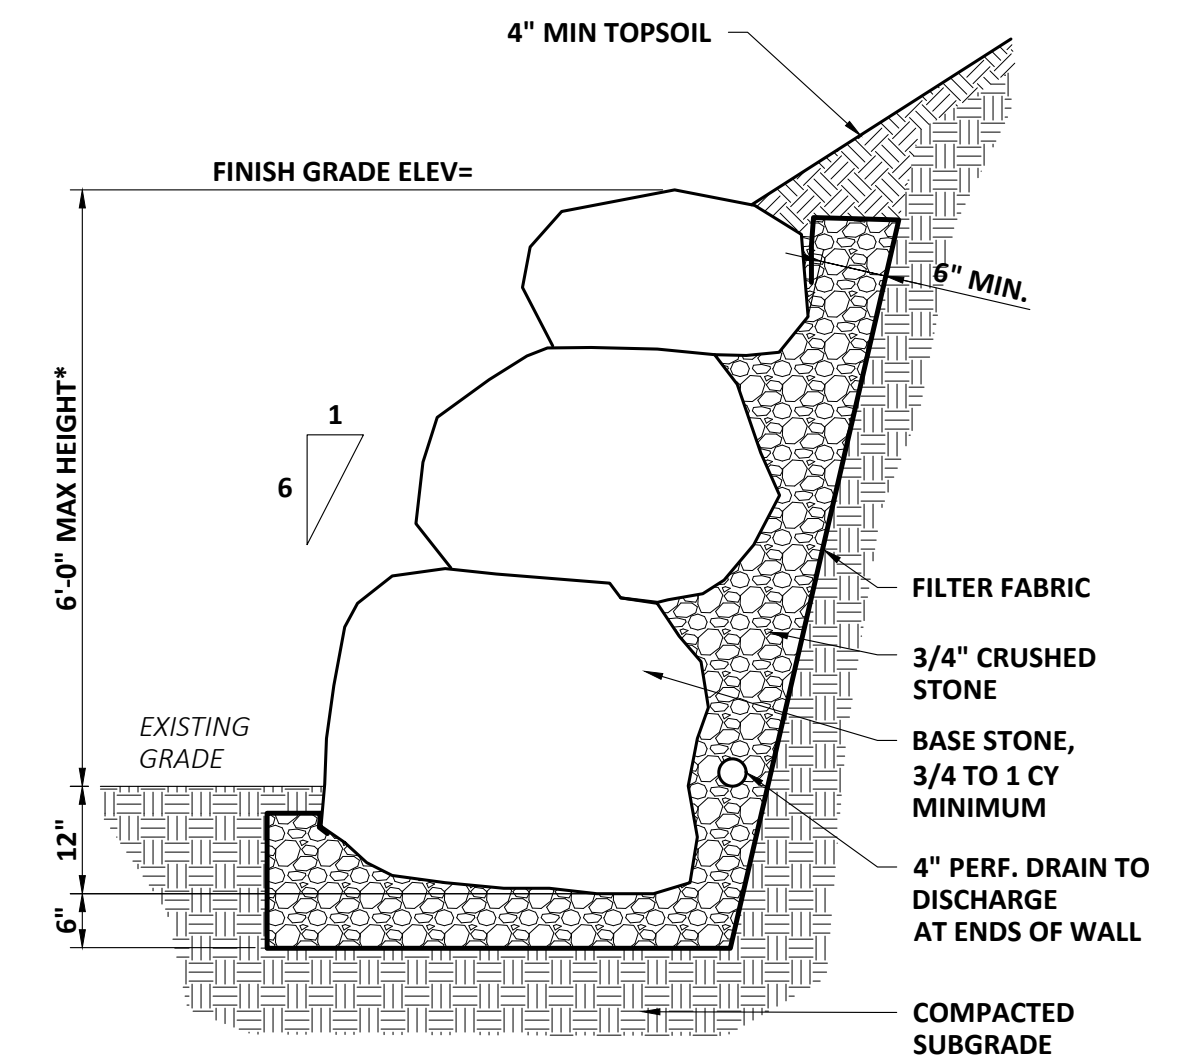 4" MIN TOPSOIL
FINISH GRADE ELEV=
6" MIN.
6'-0" MAX HEIGHT*
1
6
FILTER FABRIC
3/4" CRUSHED
STONE
EXISTING
GRADE
BASE STONE,
3/4 TO 1 CY
MINIMUM
12"
4" PERF. DRAIN TO
DISCHARGE
AT ENDS OF WALL
6"
COMPACTED
SUBGRADE